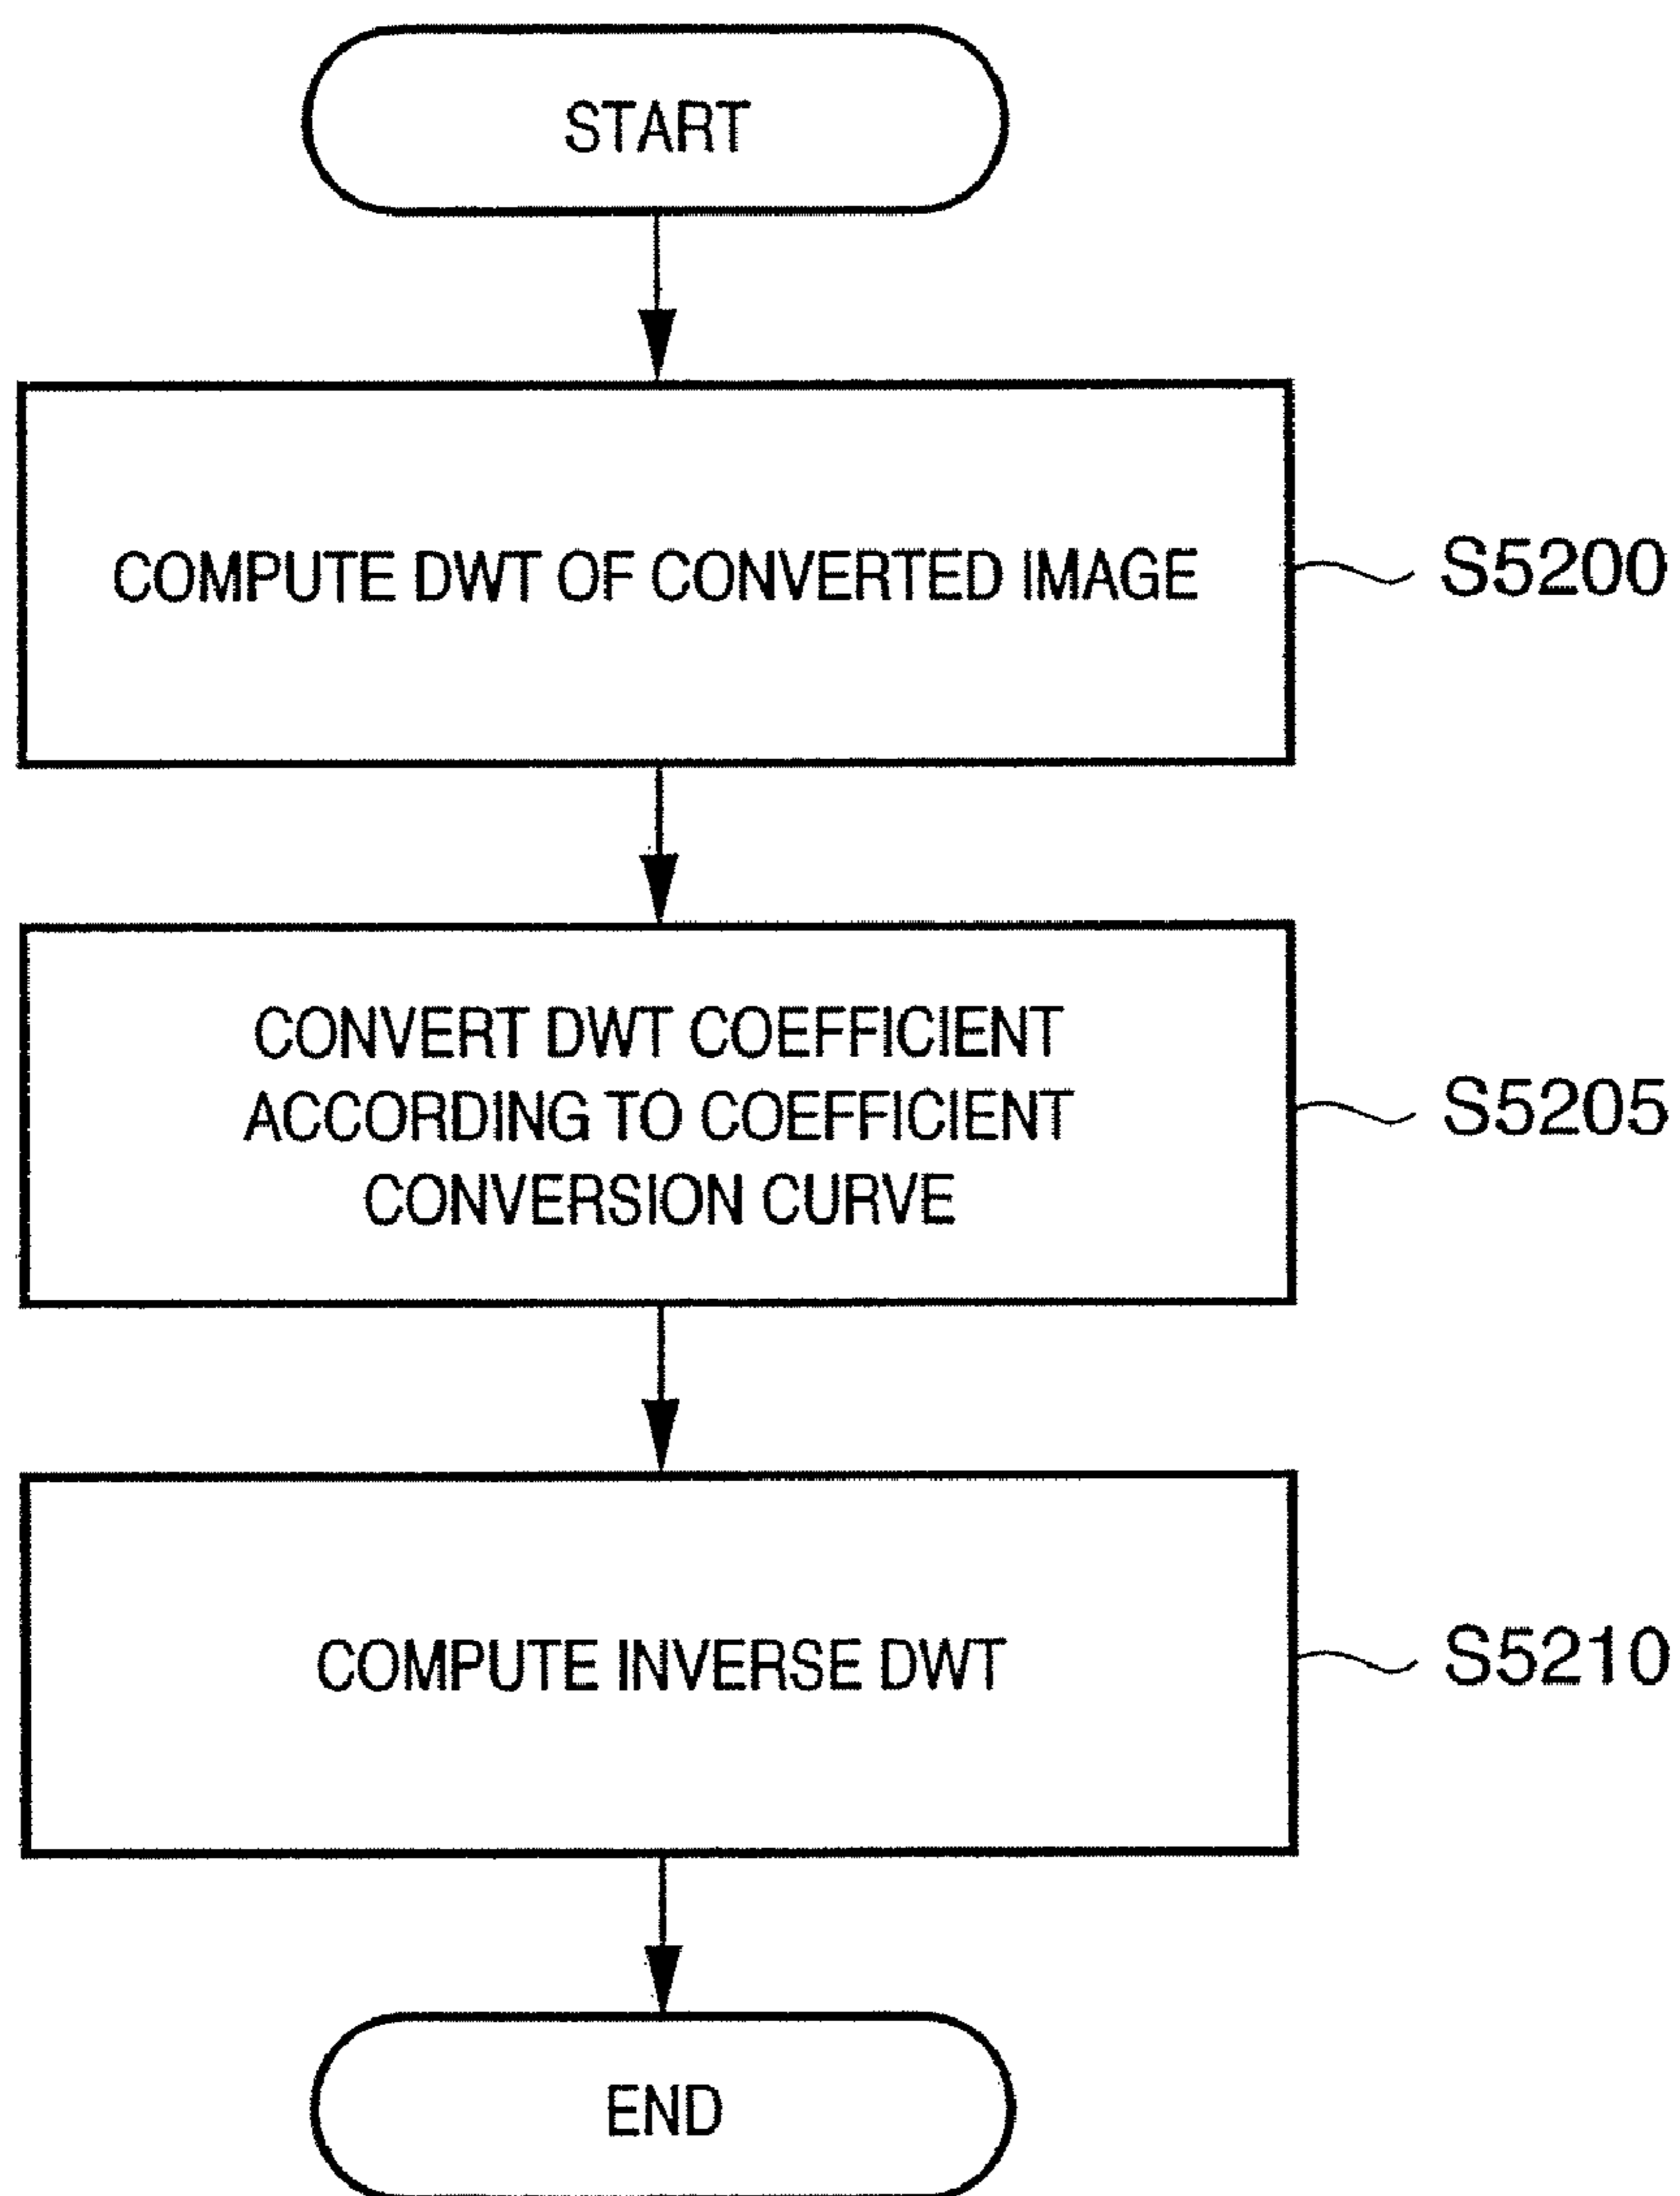 START
COMPUTE DWT OF CONVERTED IMAGE
S5200
CONVERT DWT COEFFICIENT
ACCORDING TO COEFFICIENT
CONVERSION CURVE
S5205
COMPUTE INVERSE DWT
S5210
END